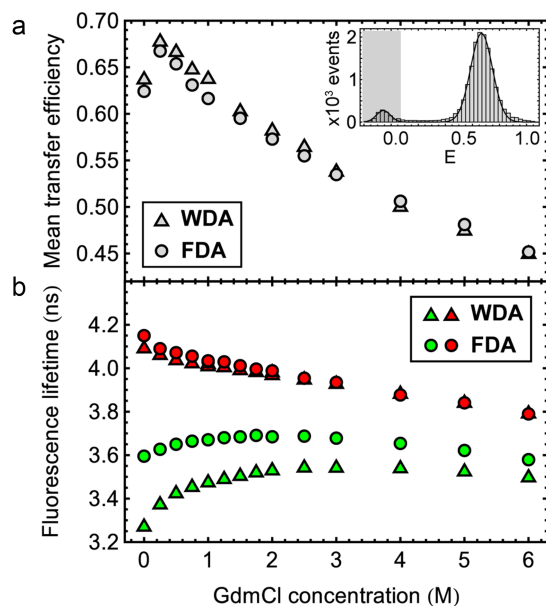 a
Mean transfer efficiency
0.70
0.65
0.60
0.55
0.50
0.45
WDA
FDA
x10³ events
2
1
0
0.0 0.5 1.0
E
b
Fluorescence lifetime (ns)
4.2
4.0
3.8
3.6
3.4
3.2
WDA
FDA
0 1 2 3 4 5 6
GdmCl concentration (M)